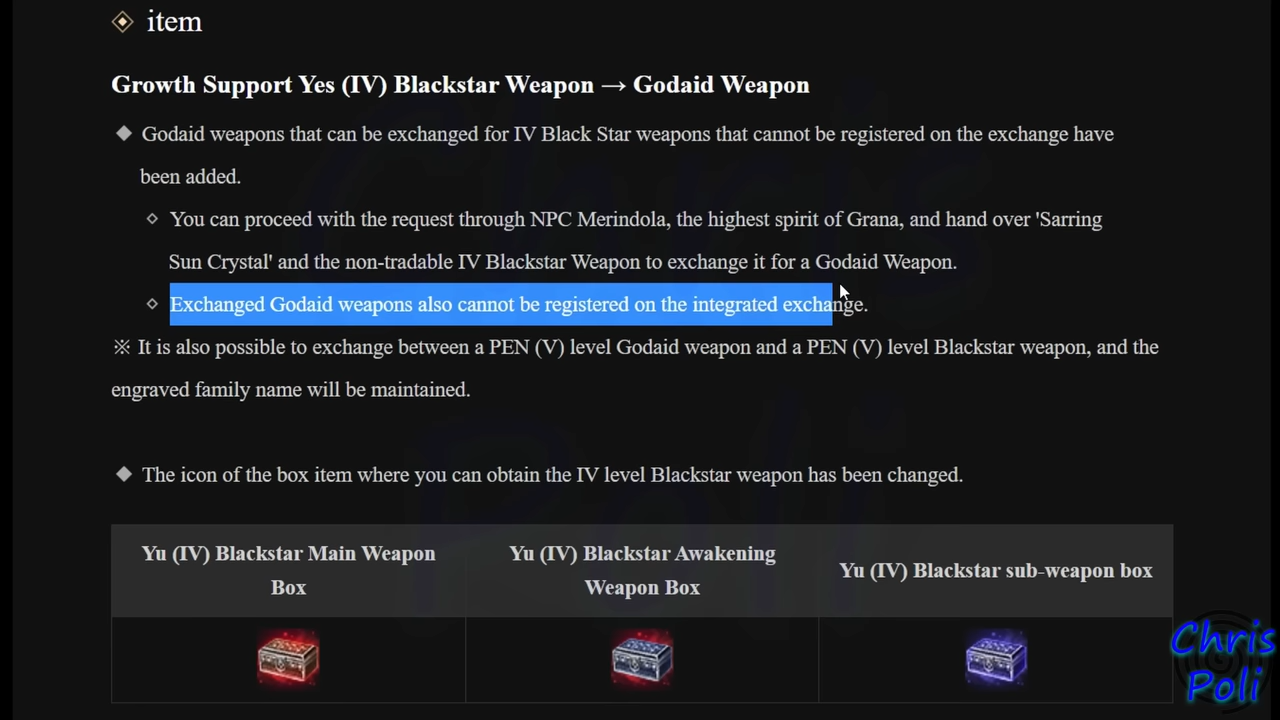 item
Growth Support Yes (IV) Blackstar Weapon → Godaid Weapon
Godaid weapons that can be exchanged for IV Black Star weapons that cannot be registered on the exchange have
been added.
You can proceed with the request through NPC Merindola, the highest spirit of Grana, and hand over 'Sarring
Sun Crystal' and the non-tradable IV Blackstar Weapon to exchange it for a Godaid Weapon.
Exchanged Godaid weapons also cannot be registered on the integrated exchange.
※ It is also possible to exchange between a PEN (V) level Godaid weapon and a PEN (V) level Blackstar weapon, and the
engraved family name will be maintained.
The icon of the box item where you can obtain the IV level Blackstar weapon has been changed.
Yu (IV) Blackstar Main Weapon
Box
Yu (IV) Blackstar Awakening
Weapon Box
Yu (IV) Blackstar sub-weapon box
Chris
Poli
Chris
Poli